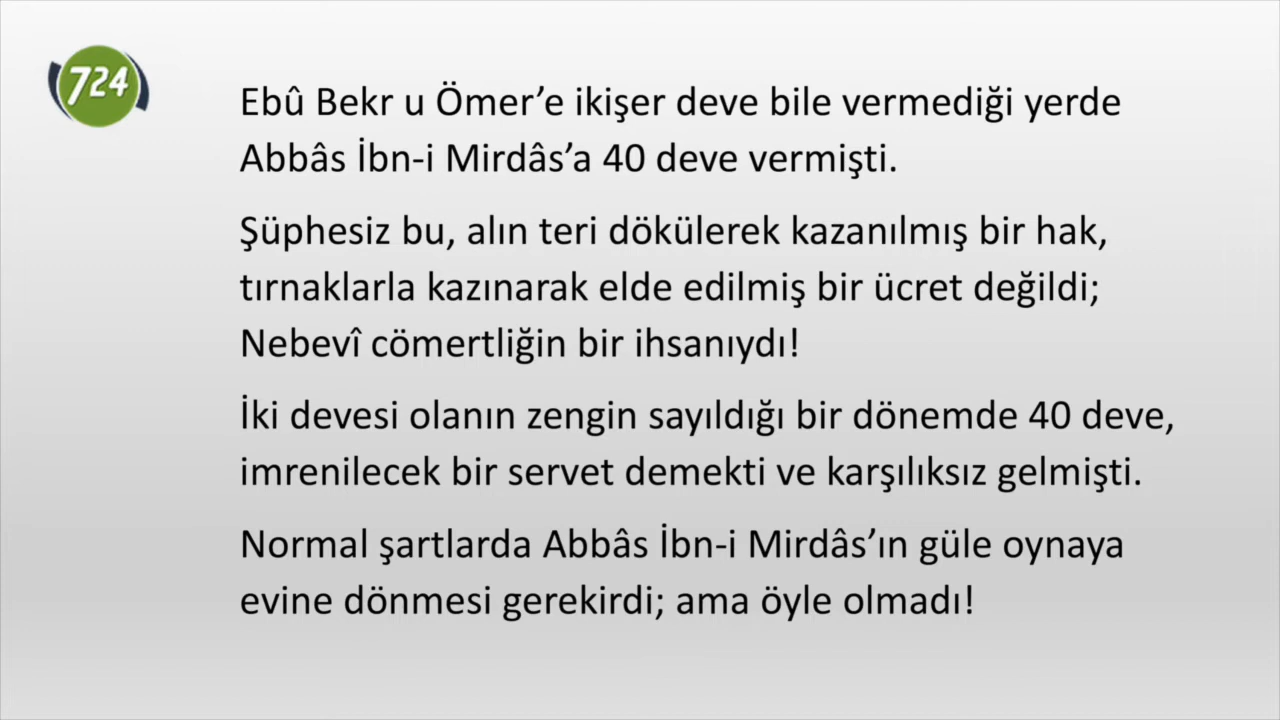 724
Ebû Bekr u Ömer’e ikişer deve bile vermediği yerde
Abbâs İbn-i Mirdâs’a 40 deve vermişti.
Şüphesiz bu, alın teri dökülerek kazanılmış bir hak,
tırnaklarla kazınarak elde edilmiş bir ücret değildi;
Nebevî cömertliğin bir ihsanıydı!
İki devesi olanın zengin sayıldığı bir dönemde 40 deve,
imrenilecek bir servet demekti ve karşılıksız gelmişti.
Normal şartlarda Abbâs İbn-i Mirdâs’ın güle oynaya
evine dönmesi gerekirdi; ama öyle olmadı!